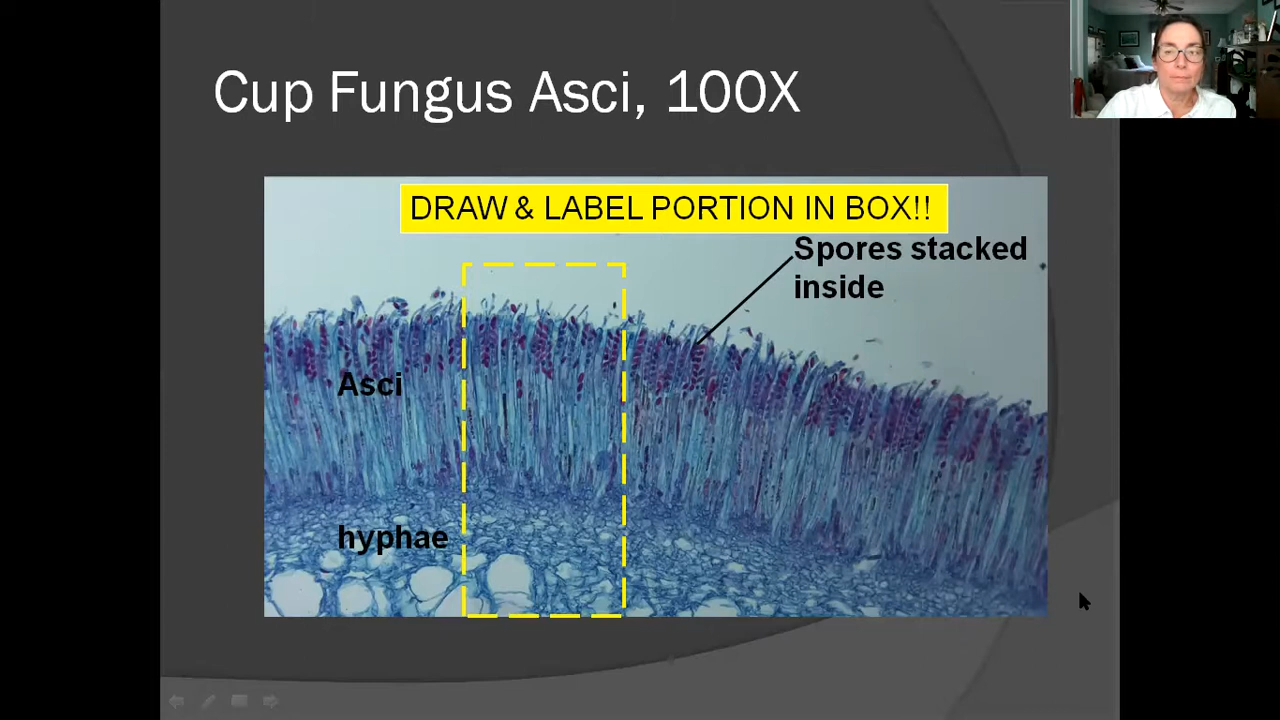 Cup Fungus Asci, 100X
DRAW & LABEL PORTION IN BOX!!
Spores stacked
inside
Asci
hyphae